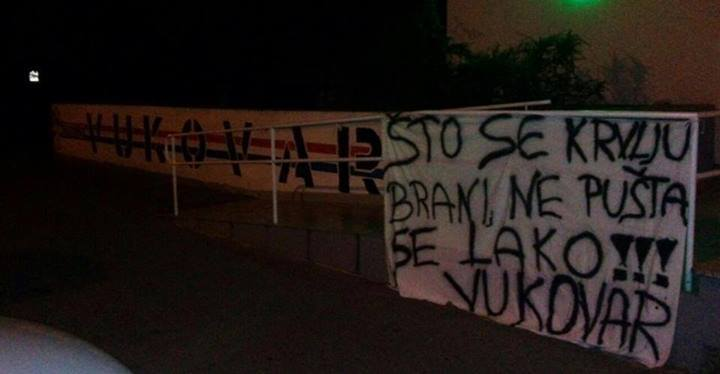 VUKOVAR
ŠTO SE KRVLJU
BRANI, NE PUŠTA
SE LAKO!!!
VUKOVAR